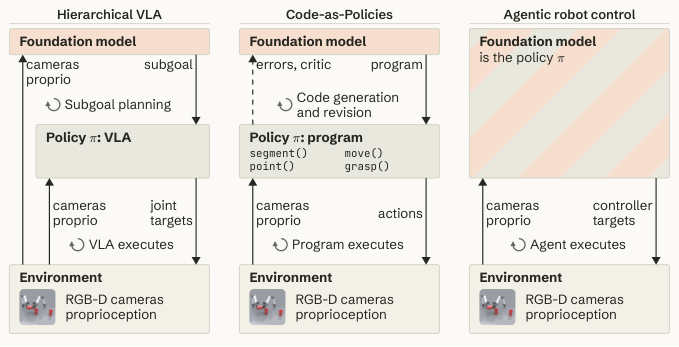 Hierarchical VLA
Foundation model
cameras
proprio
subgoal
Subgoal planning
Policy π: VLA
cameras
proprio
joint
targets
VLA executes
Environment
RGB-D cameras
proprioception
Code-as-Policies
Foundation model
errors, critic
program
Code generation
and revision
Policy π: program
segment() move()
point() grasp()
cameras
proprio
actions
Program executes
Environment
RGB-D cameras
proprioception
Agentic robot control
Foundation model
is the policy π
cameras
proprio
controller
targets
Agent executes
Environment
RGB-D cameras
proprioception